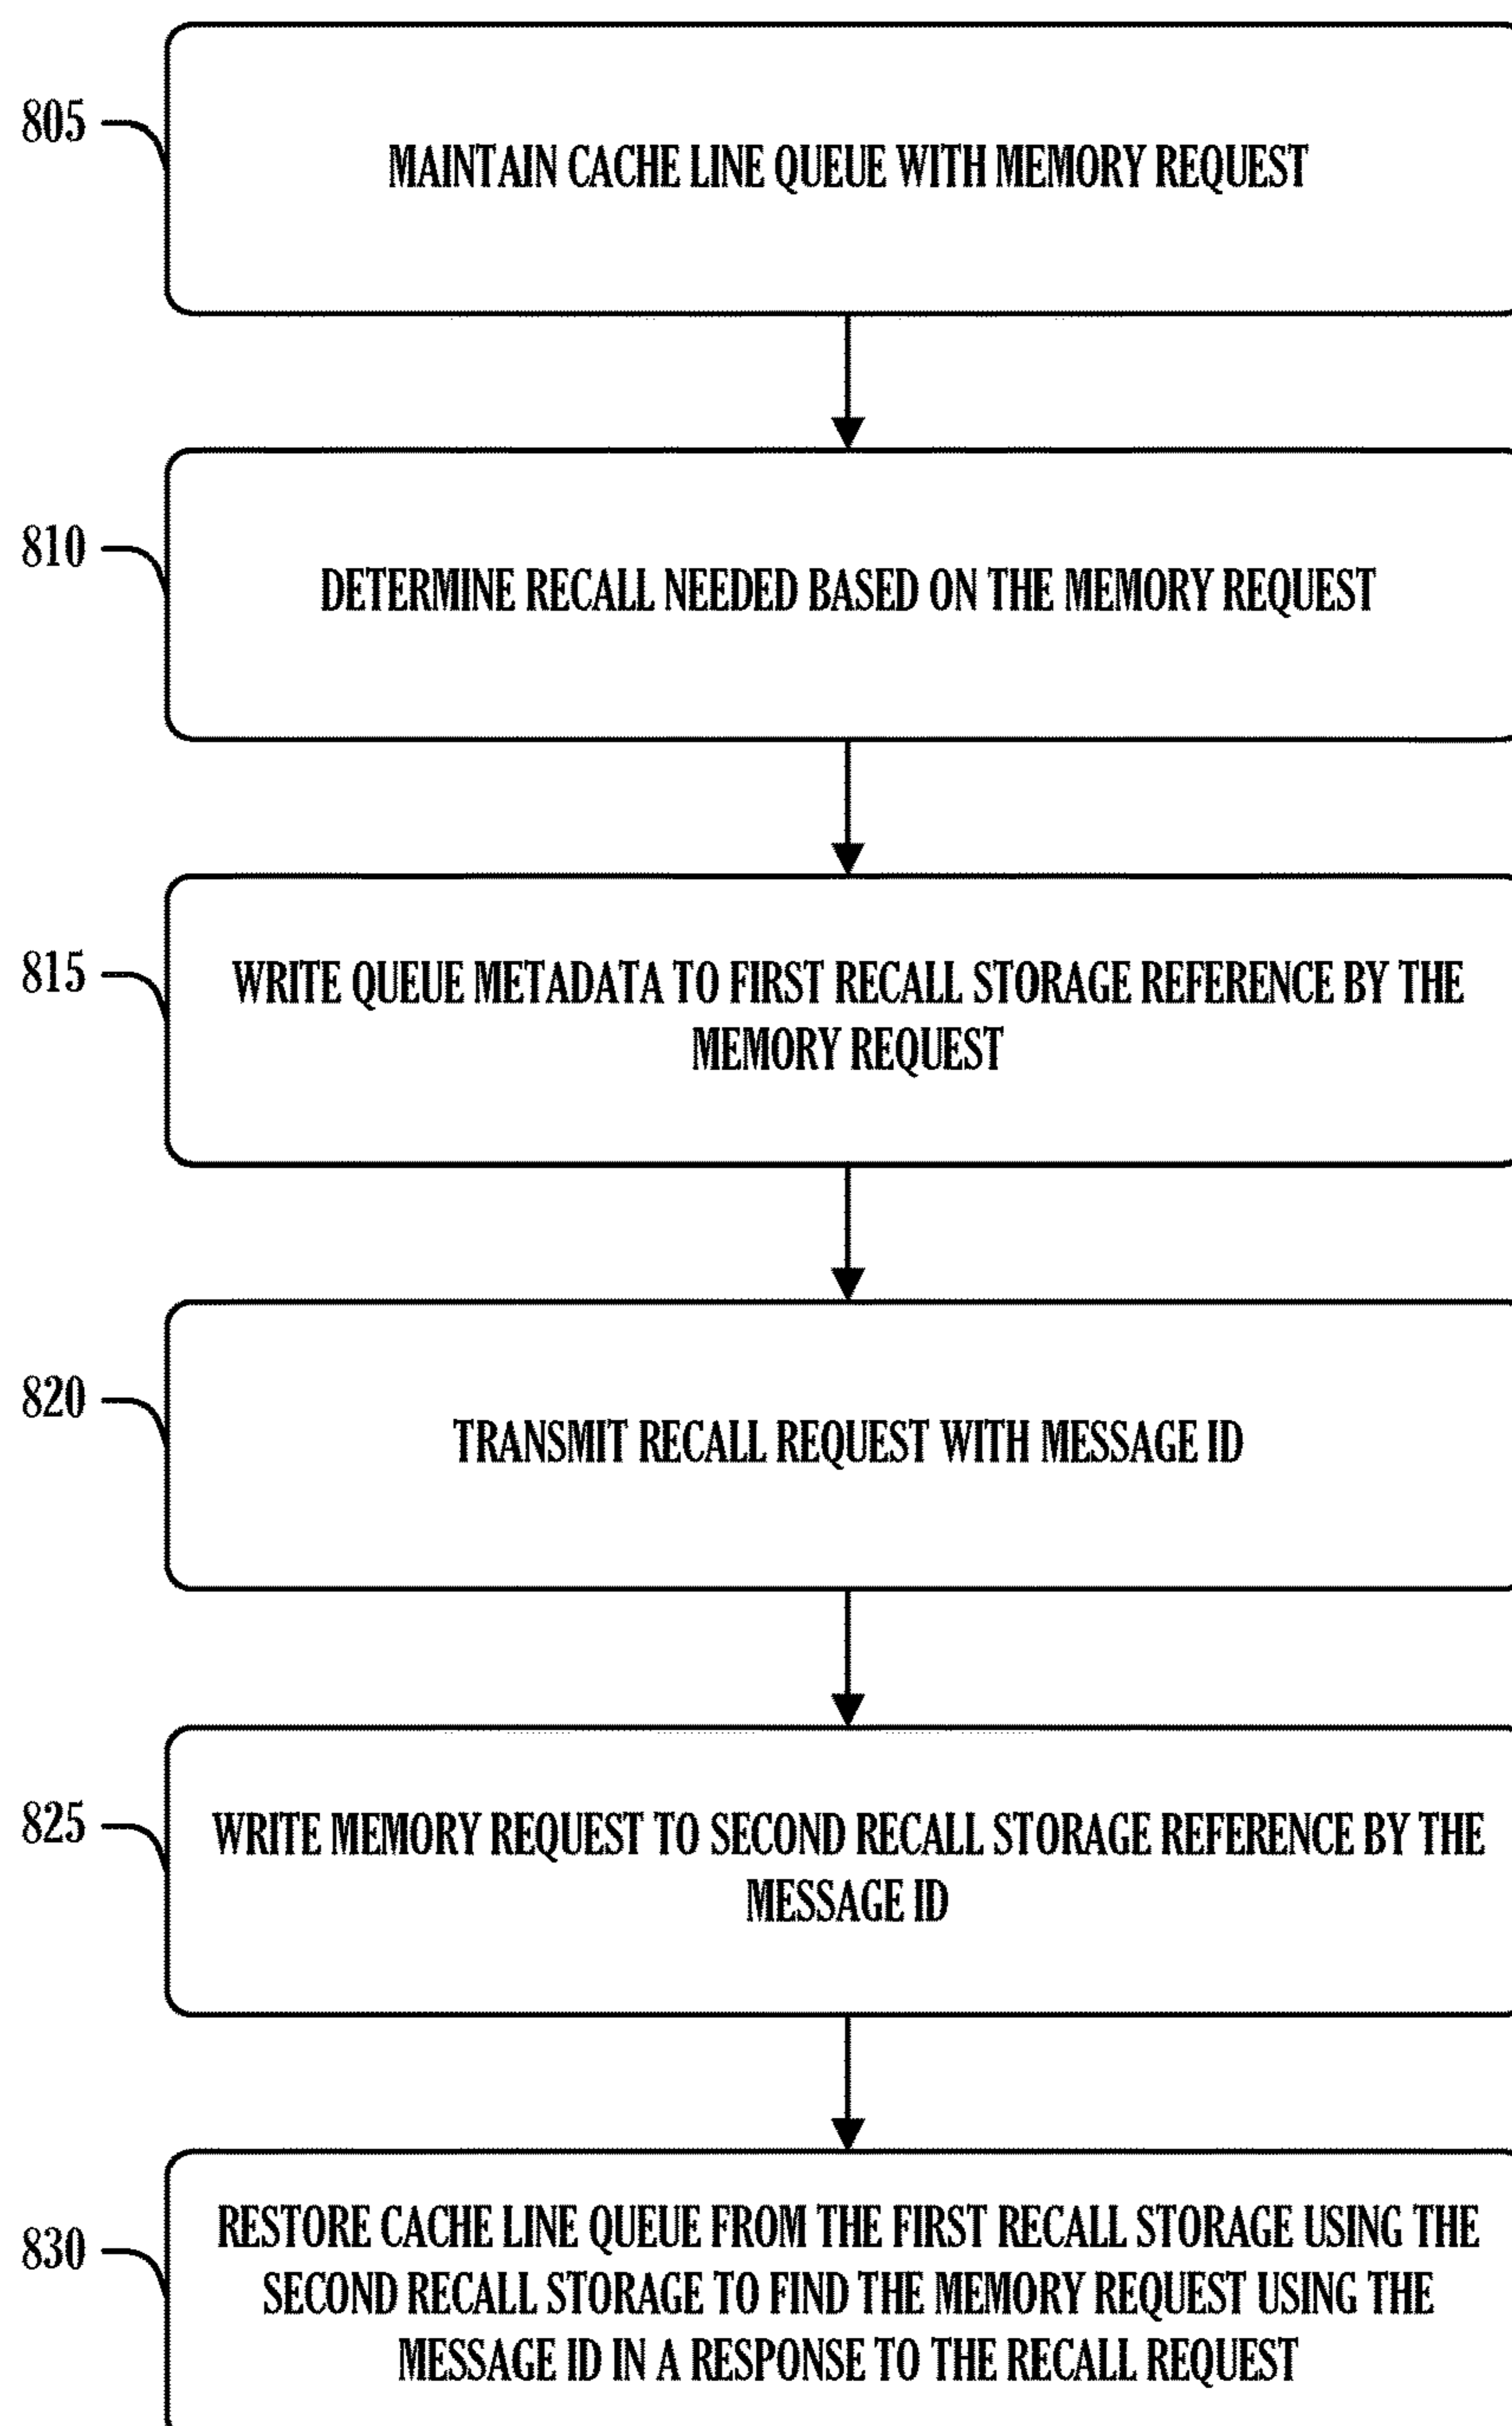 805
MAINTAIN CACHE LINE QUEUE WITH MEMORY REQUEST
810
DETERMINE RECALL NEEDED BASED ON THE MEMORY REQUEST
815
WRITE QUEUE METADATA TO FIRST RECALL STORAGE REFERENCE BY THE
MEMORY REQUEST
820
TRANSMIT RECALL REQUEST WITH MESSAGE ID
825
WRITE MEMORY REQUEST TO SECOND RECALL STORAGE REFERENCE BY THE
MESSAGE ID
830
RESTORE CACHE LINE QUEUE FROM THE FIRST RECALL STORAGE USING THE
SECOND RECALL STORAGE TO FIND THE MEMORY REQUEST USING THE
MESSAGE ID IN A RESPONSE TO THE RECALL REQUEST